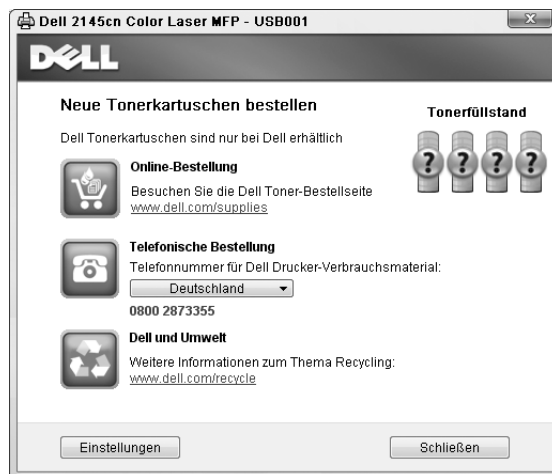 Dell 2145cn Color Laser MFP - USB001
DELL
Neue Tonerkartuschen bestellen
Tonerfüllstand
Dell Tonerkartuschen sind nur bei Dell erhältlich
? ? ? ?
Online-Bestellung
Besuchen Sie die Dell Toner-Bestellseite
www.dell.com/supplies
Telefonische Bestellung
Telefonnummer für Dell Drucker-Verbrauchsmaterial:
Deutschland
0800 2873355
Dell und Umwelt
Weitere Informationen zum Thema Recycling:
www.dell.com/recycle
Einstellungen
Schließen